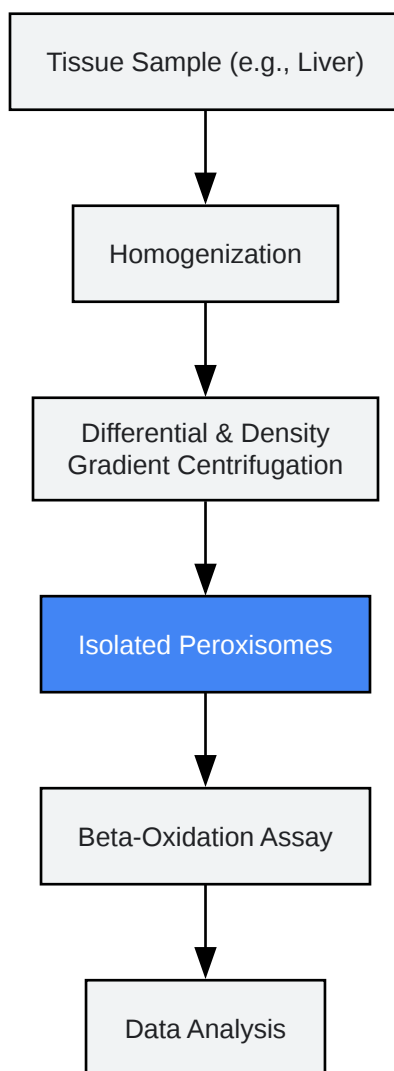 Tissue Sample (e.g., Liver)
Homogenization
Differential & Density
Gradient Centrifugation
Isolated Peroxisomes
Beta-Oxidation Assay
Data Analysis